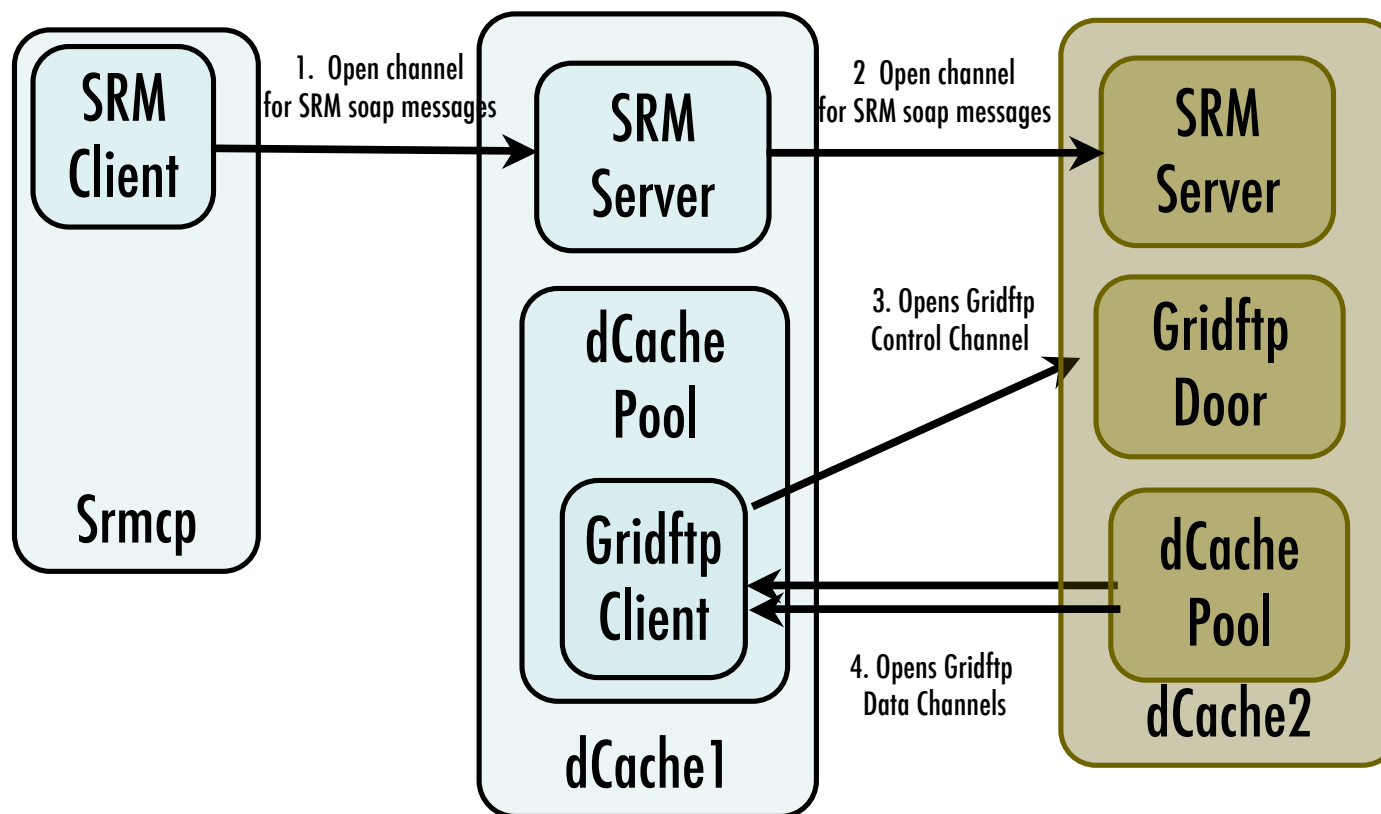 SRM
Client
Srmcp
1. Open channel
for SRM soap messages
SRM
Server
dCache
Pool
Gridftp
Client
dCache1
2 Open channel
for SRM soap messages
3. Opens Gridftp
Control Channel
4. Opens Gridftp
Data Channels
SRM
Server
Gridftp
Door
dCache
Pool
dCache2